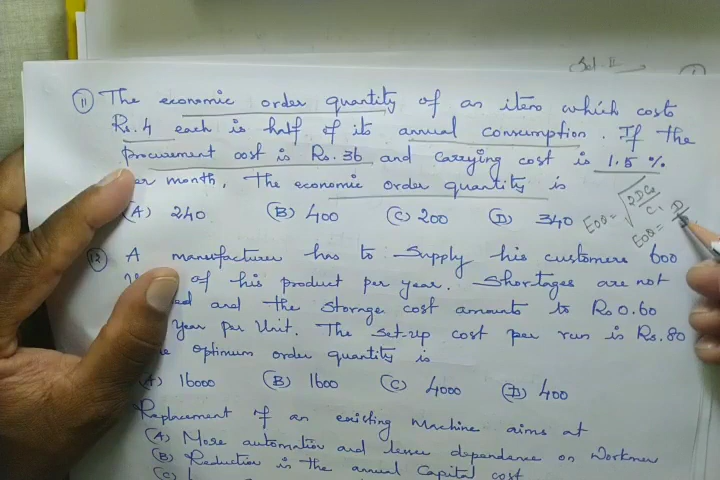 Sol. II
(11) The economic order quantity of an item which costs
Rs. 4 each is half of its annual consumption. If the
procurement cost is Rs. 36 and carrying cost is 1.5 %
month. The economic order quantity is
(A) 240 (B) 400 (C) 200 (D) 340
EOQ = √2DC₀/C₁
EOQ = D/
(12) A manufacturer has to supply his customers 600
of his product per year. Shortages are not
and the storage cost amounts to Rs 0.60
Year per Unit. The Set-up cost per run is Rs. 80
optimum order quantity is
(A) 16000 (B) 1600 (C) 4000 (D) 400
Replacement of an existing Machine aims at
(A) More automation and lesser dependence on Workmen
(B) Reduction in the annual Capital cost
(C)